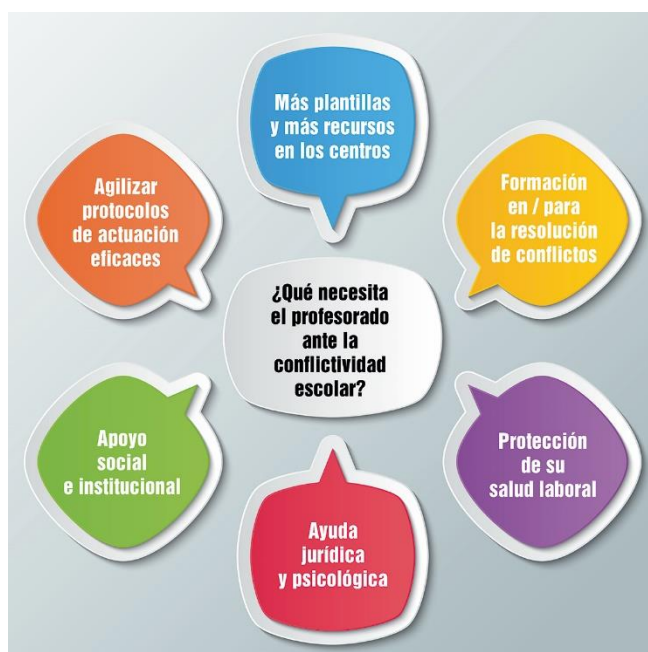 Más plantillas
y más recursos
en los centros
Agilizar
protocolos
de actuación
eficaces
Formación
en / para
la resolución
de conflictos
¿Qué necesita
el profesorado
ante la
conflictividad
escolar?
Apoyo
social
e institucional
Protección
de su
salud laboral
Ayuda
jurídica
y psicológica